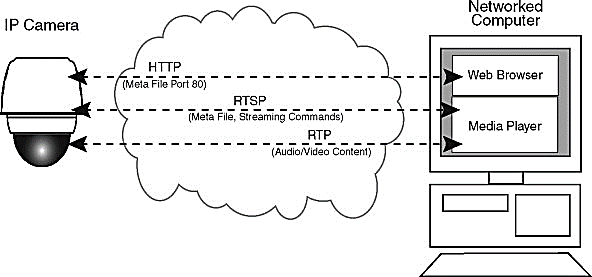 Networked
Computer
IP Camera
HTTP
(Meta File Port 80)
Web Browser
RTSP
(Meta File, Streaming Commands)
Media Player
RTP
(Audio/Video Content)